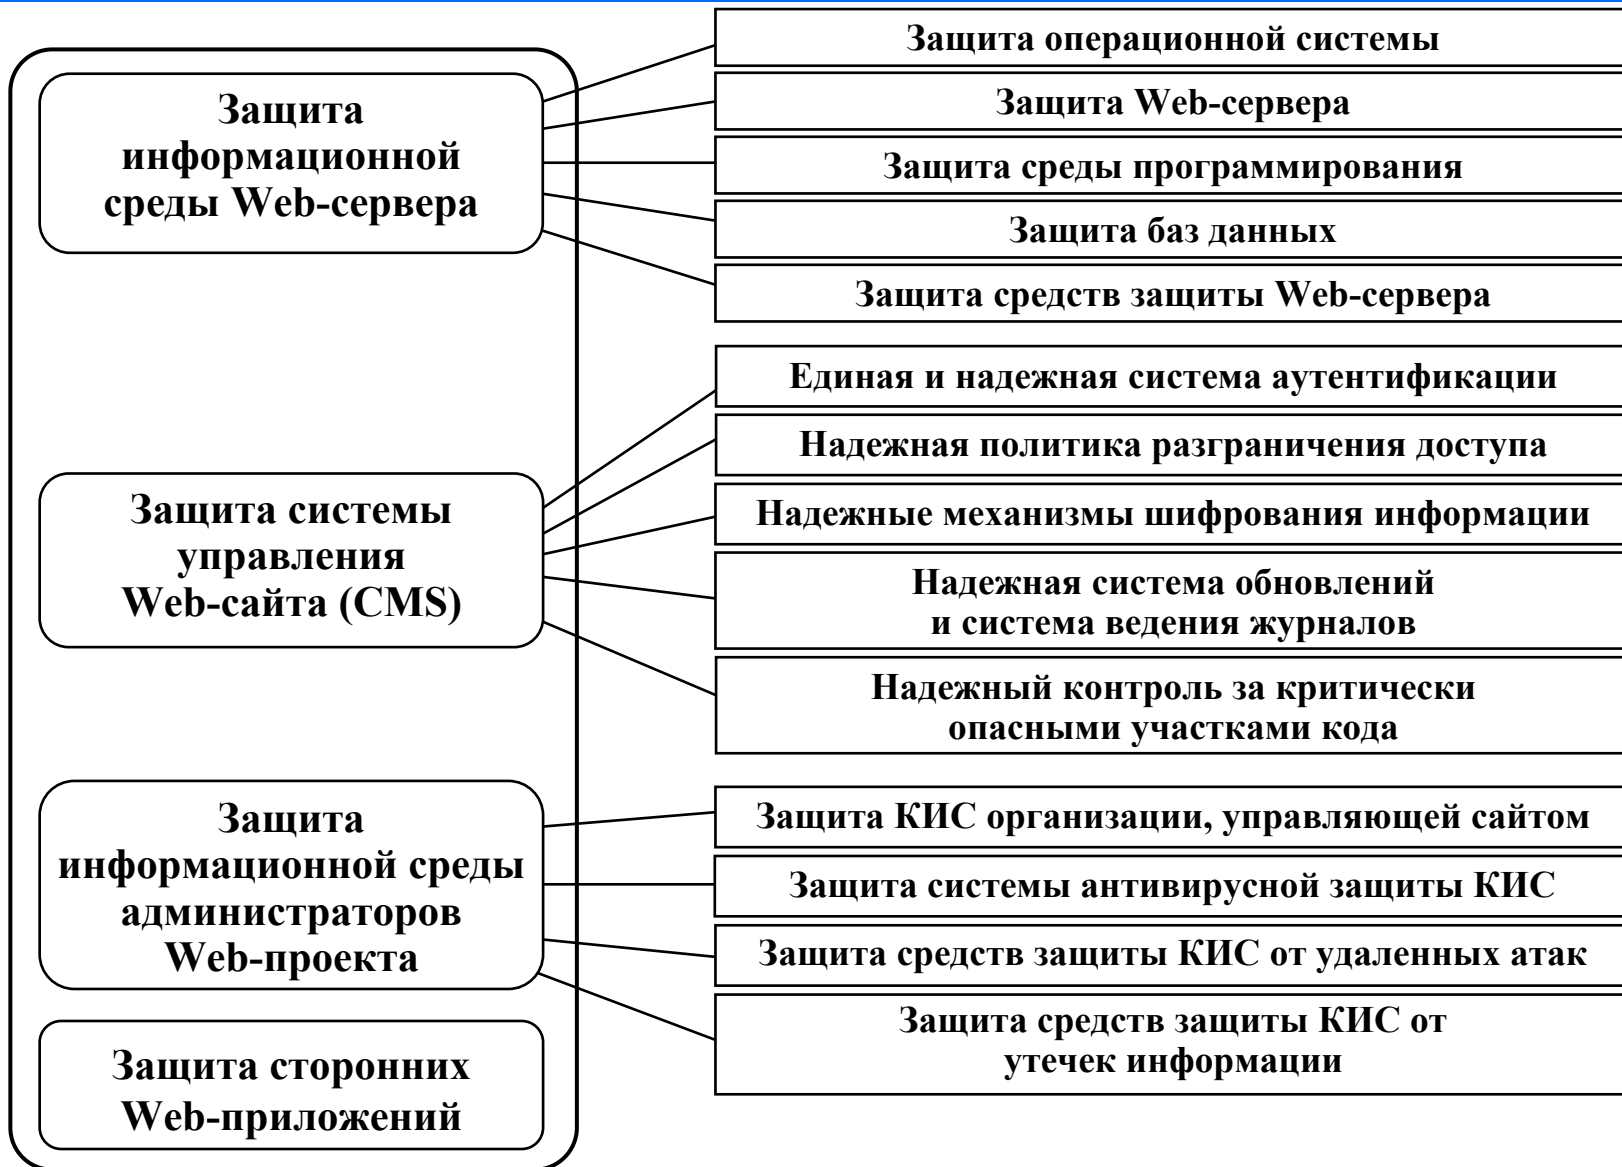 Защита
информационной
среды Web-сервера
Защита операционной системы
Защита Web-сервера
Защита среды программирования
Защита баз данных
Защита средств защиты Web-сервера
Защита системы
управления
Web-сайта (CMS)
Единая и надежная система аутентификации
Надежная политика разграничения доступа
Надежные механизмы шифрования информации
Надежная система обновлений
и система ведения журналов
Надежный контроль за критически
опасными участками кода
Защита
информационной среды
администраторов
Web-проекта
Защита КИС организации, управляющей сайтом
Защита системы антивирусной защиты КИС
Защита средств защиты КИС от удаленных атак
Защита средств защиты КИС от
утечек информации
Защита сторонних
Web-приложений